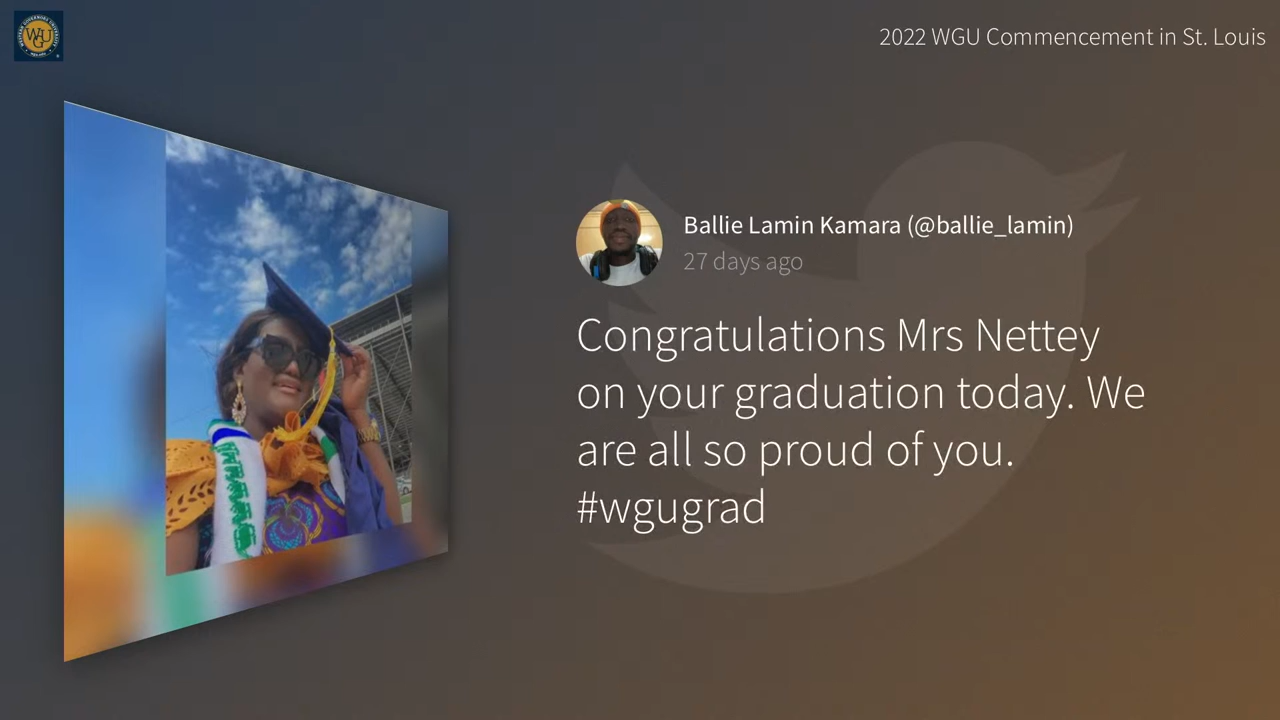 WGU
2022 WGU Commencement in St. Louis
Ballie Lamin Kamara (@ballie_lamin)
27 days ago
Congratulations Mrs Nettey
on your graduation today. We
are all so proud of you.
#wgugrad